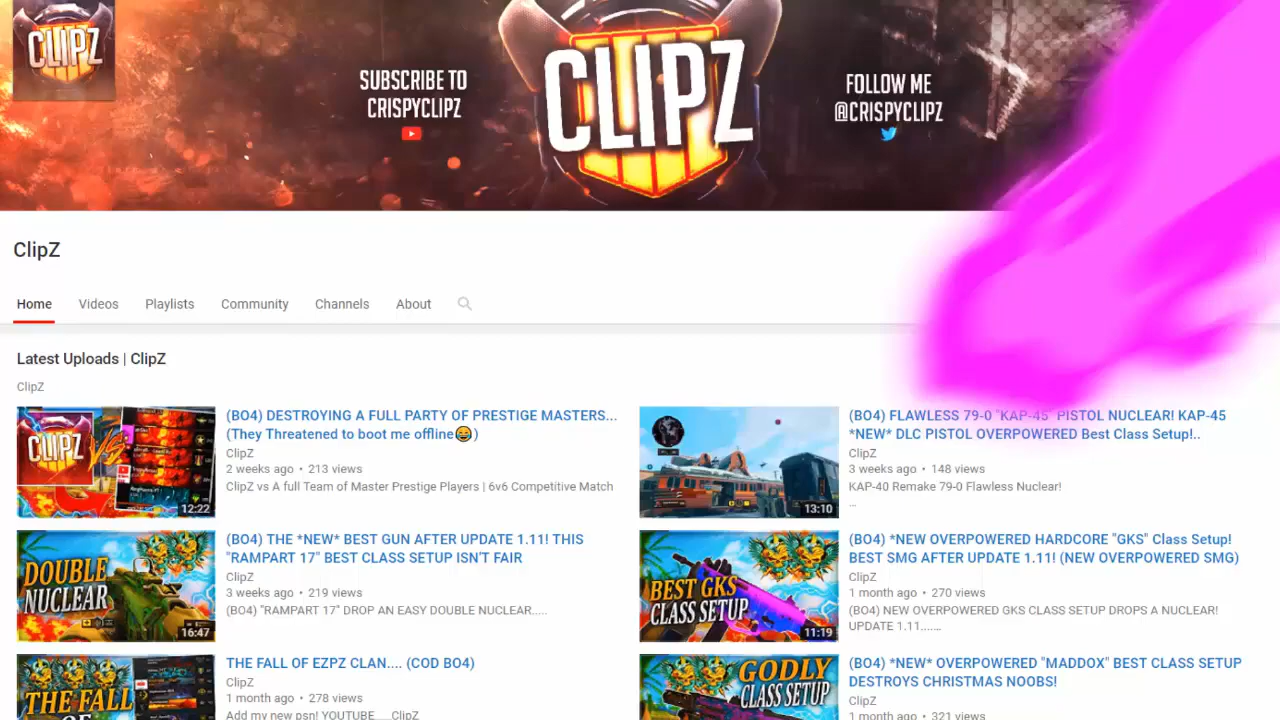 CLIPZ
SUBSCRIBE TO
CRISPYCLIPZ
CLIPZ
FOLLOW ME
@CRISPYCLIPZ
ClipZ
Home Videos Playlists Community Channels About
Latest Uploads | ClipZ
ClipZ
CLIPZ VS
12:22
(BO4) DESTROYING A FULL PARTY OF PRESTIGE MASTERS...
(They Threatened to boot me offline😂)
ClipZ
2 weeks ago • 213 views
ClipZ vs A full Team of Master Prestige Players | 6v6 Competitive Match
13:10
(BO4) FLAWLESS 79-0 "KAP-45" PISTOL NUCLEAR! KAP-45
*NEW* DLC PISTOL OVERPOWERED Best Class Setup!..
ClipZ
3 weeks ago • 148 views
KAP-40 Remake 79-0 Flawless Nuclear!
...
DOUBLE
NUCLEAR
16:47
(BO4) THE *NEW* BEST GUN AFTER UPDATE 1.11! THIS
"RAMPART 17" BEST CLASS SETUP ISN'T FAIR
ClipZ
3 weeks ago • 219 views
(BO4) "RAMPART 17" DROP AN EASY DOUBLE NUCLEAR.....
BEST GKS
CLASS SETUP
11:19
(BO4) *NEW OVERPOWERED HARDCORE "GKS" Class Setup!
BEST SMG AFTER UPDATE 1.11! (NEW OVERPOWERED SMG)
ClipZ
1 month ago • 270 views
(BO4) NEW OVERPOWERED GKS CLASS SETUP DROPS A NUCLEAR!
UPDATE 1.11.......
THE FALL
OF
THE FALL OF EZPZ CLAN.... (COD BO4)
ClipZ
1 month ago • 278 views
Add my new psn! YOUTUBE___ClipZ
GODLY
CLASS SETUP
(BO4) *NEW* OVERPOWERED "MADDOX" BEST CLASS SETUP
DESTROYS CHRISTMAS NOOBS!
ClipZ
1 month ago • 321 views